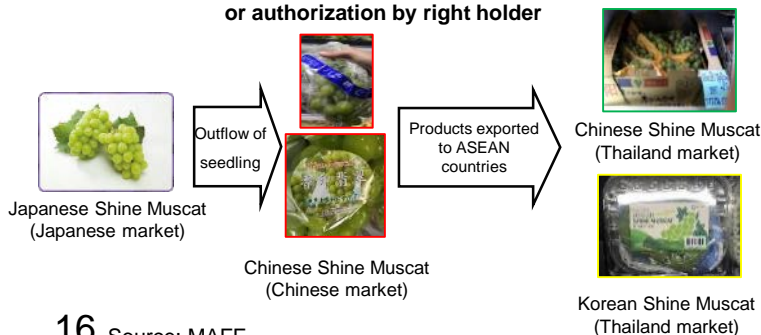 or authorization by right holder
Outflow of
seedling
Products exported
to ASEAN
countries
Japanese Shine Muscat
(Japanese market)
Chinese Shine Muscat
(Chinese market)
Chinese Shine Muscat
(Thailand market)
SHINE MUSCAT
Korean Shine Muscat
(Thailand market)
16 Source: MAFF